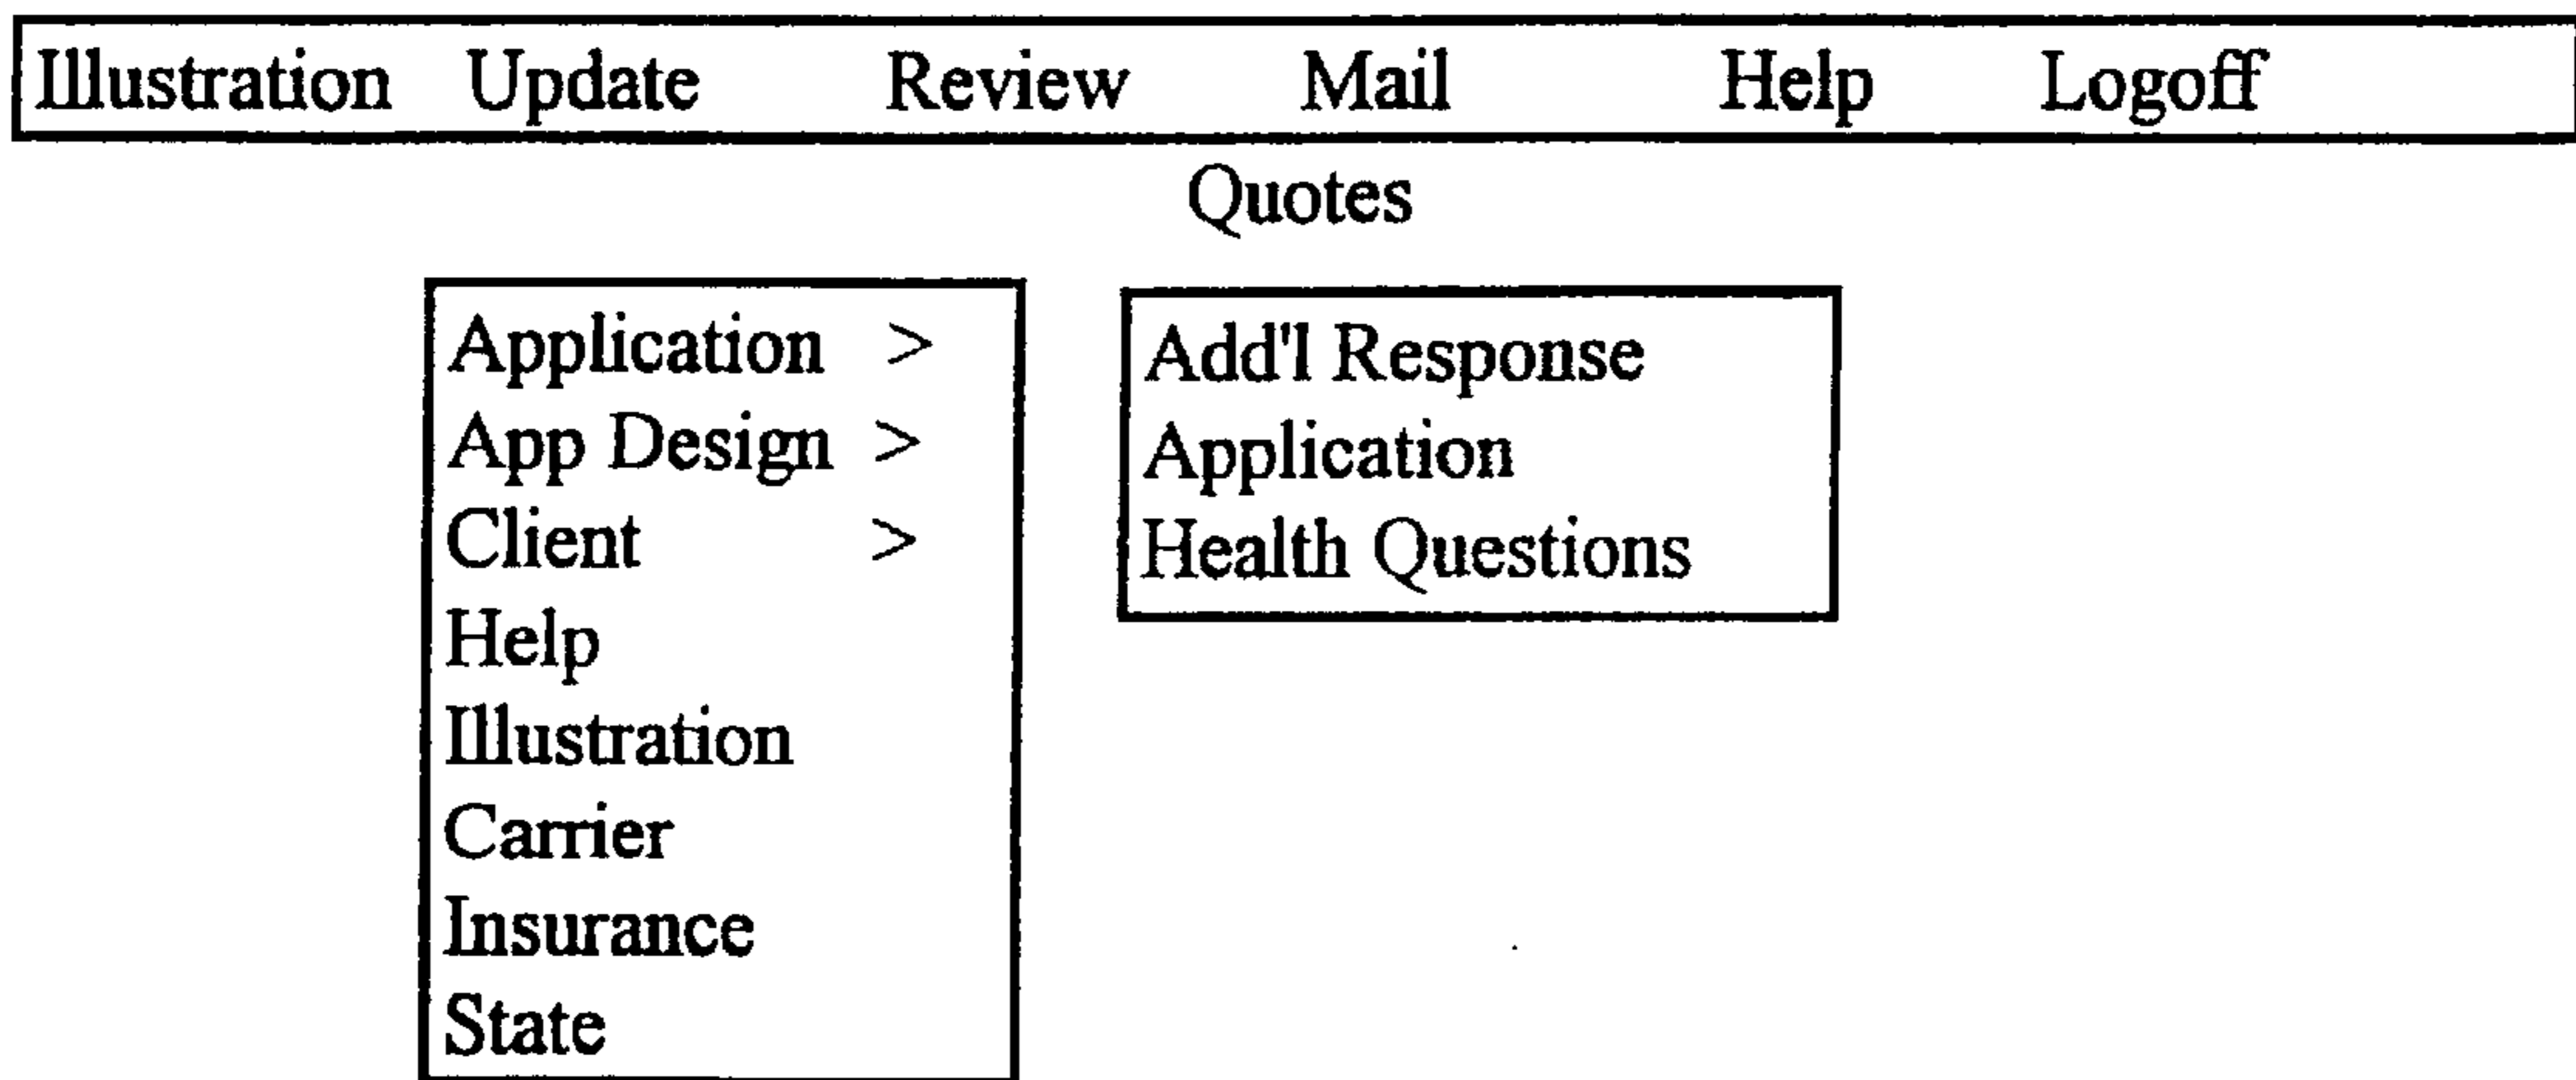 Illustration Update Review Mail Help Logoff
Quotes
Application >
App Design >
Client >
Help
Illustration
Carrier
Insurance
State
Add'l Response
Application
Health Questions